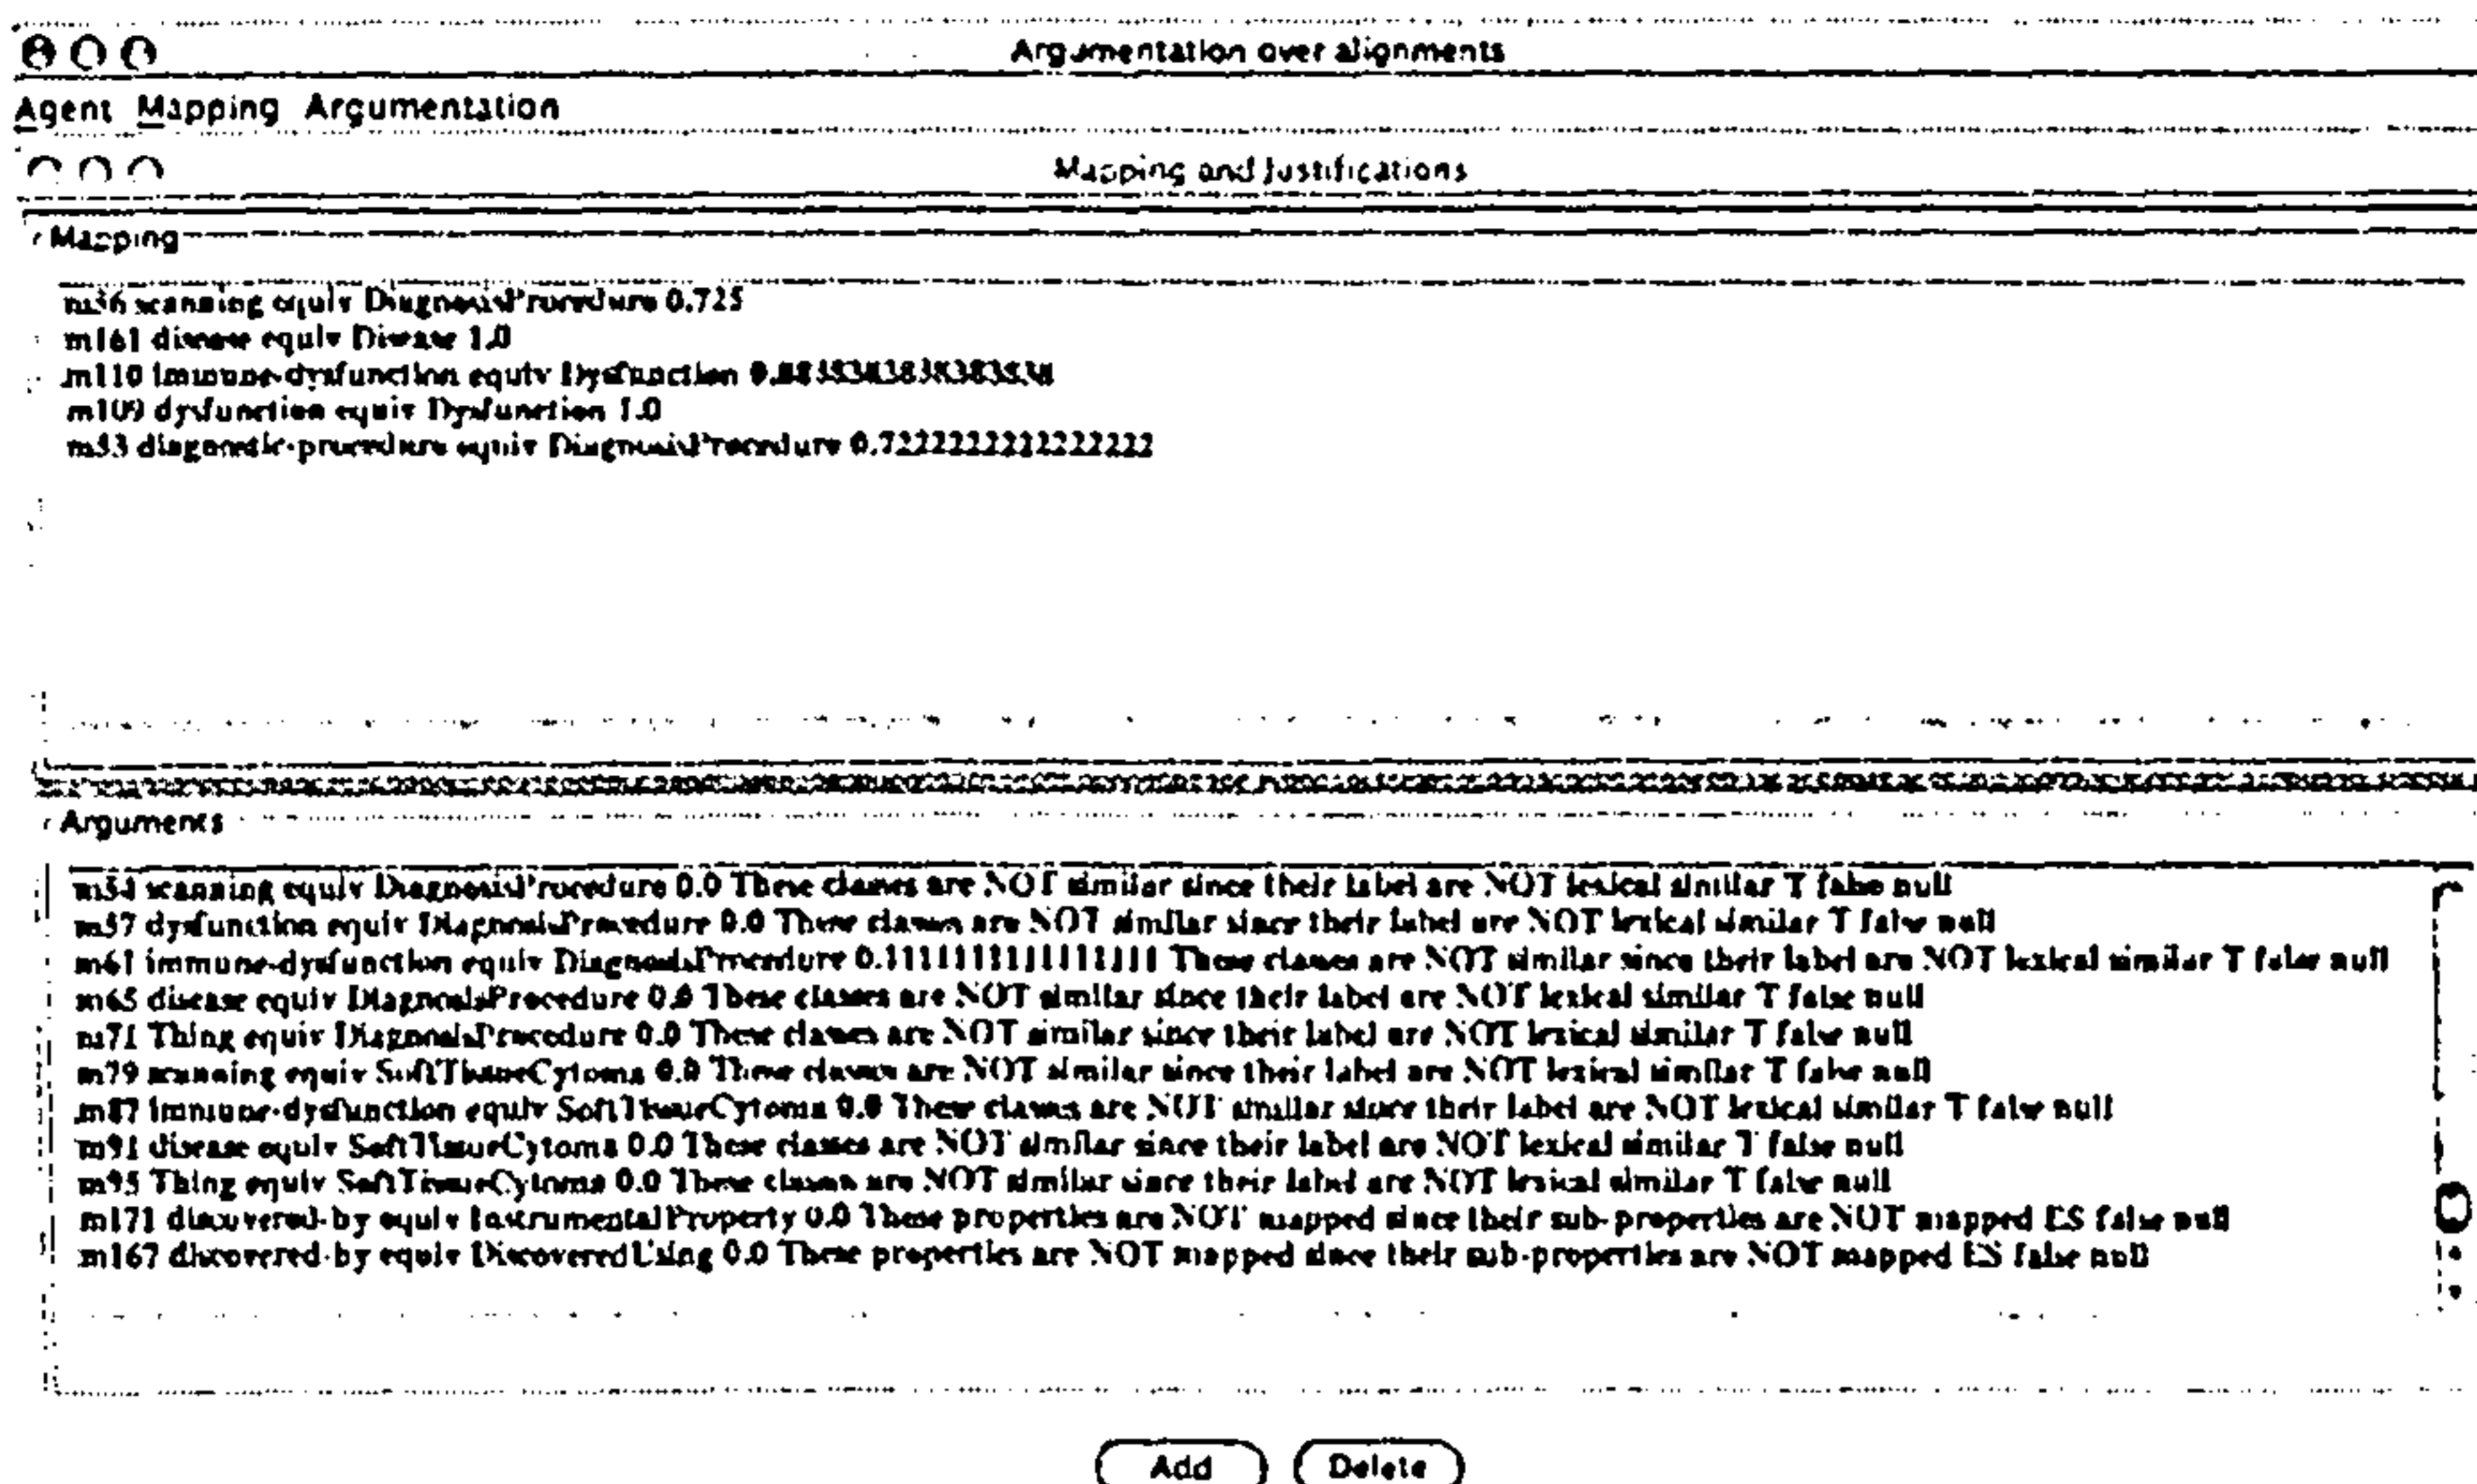 Argumentation over alignments
Agent Mapping Argumentation
Mapping and Justifications
Mapping
scanning equiv DiagnosisProcedure 0.725
m161 disease equiv Disease 1.0
m110 immune-dysfunction equiv Dysfunction
m109 dysfunction equiv Dysfunction 1.0
m53 diagnostic-procedure equiv DiagnosisProcedure 0.7222222222222222
Arguments
m54 scanning equiv DiagnosisProcedure 0.0 These classes are NOT similar since their label are NOT lexical similar T false null
m57 dysfunction equiv DiagnosisProcedure 0.0 These classes are NOT similar since their label are NOT lexical similar T false null
m61 immune-dysfunction equiv DiagnosisProcedure 0.1111111111111111 These classes are NOT similar since their label are NOT lexical similar T false null
m65 disease equiv DiagnosisProcedure 0.0 These classes are NOT similar since their label are NOT lexical similar T false null
m71 Thing equiv DiagnosisProcedure 0.0 These classes are NOT similar since their label are NOT lexical similar T false null
m79 scanning equiv SoftTissueCytoma 0.0 These classes are NOT similar since their label are NOT lexical similar T false null
m87 immune-dysfunction equiv SoftTissueCytoma 0.0 These classes are NOT similar since their label are NOT lexical similar T false null
m91 disease equiv SoftTissueCytoma 0.0 These classes are NOT similar since their label are NOT lexical similar T false null
m95 Thing equiv SoftTissueCytoma 0.0 These classes are NOT similar since their label are NOT lexical similar T false null
m171 discovered-by equiv InstrumentalProperty 0.0 These properties are NOT mapped since their sub-properties are NOT mapped ES false null
m167 discovered-by equiv DiscoveredUsing 0.0 These properties are NOT mapped since their sub-properties are NOT mapped ES false null
Add Delete